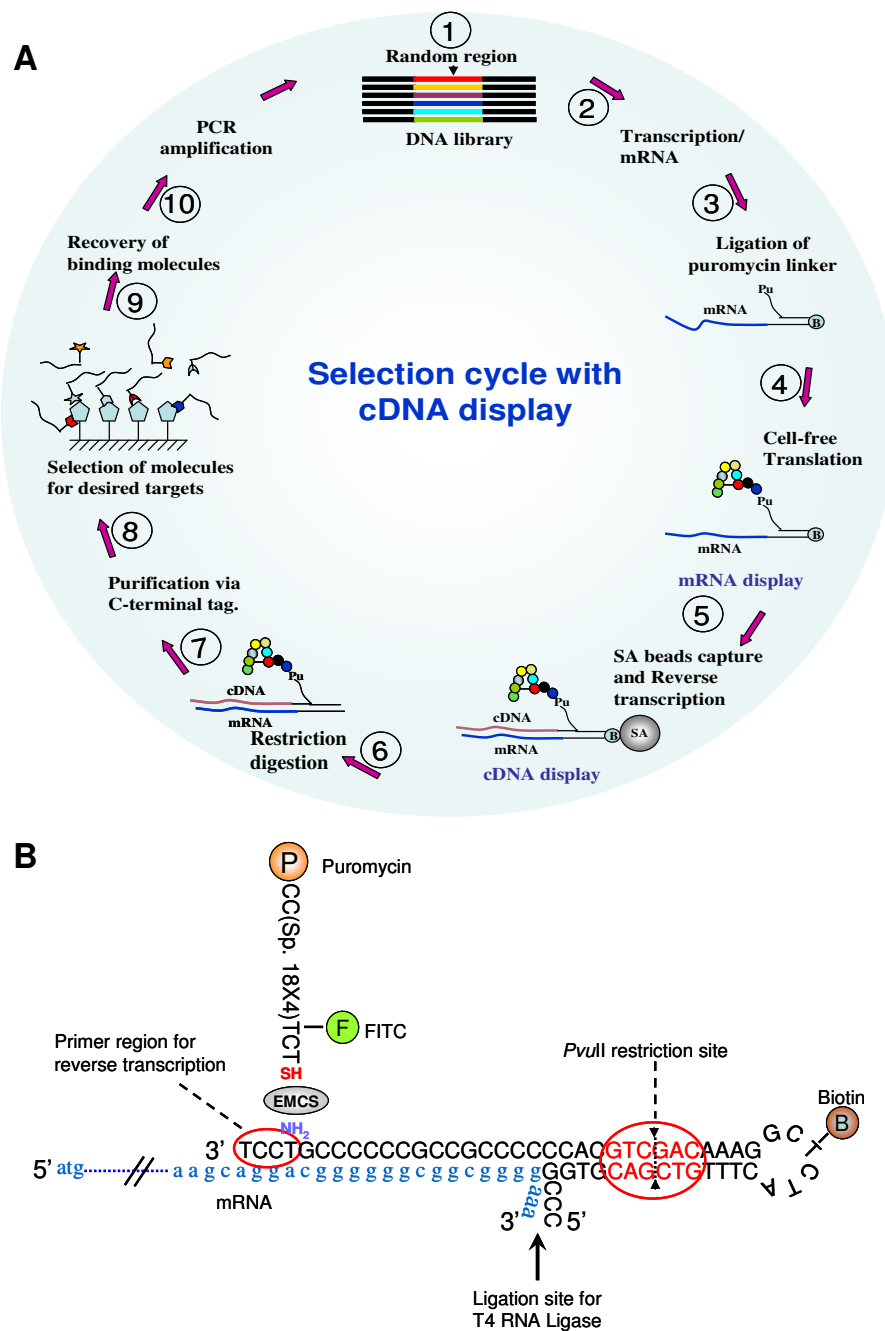 A
1
Random region
DNA library
2
Transcription/
mRNA
3
Ligation of
puromycin linker
Pu
mRNA
B
4
Cell-free
Translation
Pu
B
mRNA
mRNA display
5
SA beads capture
and Reverse
transcription
Pu
cDNA
B
SA
mRNA
cDNA display
6
Restriction
digestion
Pu
cDNA
mRNA
7
Purification via
C-terminal tag.
8
Selection of molecules
for desired targets
9
Recovery of
binding molecules
10
PCR
amplification
Selection cycle with
cDNA display
B
P
Puromycin
CC(Sp. 18X4)TCT
F
FITC
SH
EMCS
NH2
Primer region for
reverse transcription
PvuII restriction site
Biotin
B
3’ TCCTGCCCCCCGCCGCCCCCCACGTCGACAAAG
GC
T
C
T
A
5’ atg
aagcaggacggggggcggcggggGGTGCAGCTGTTTC
mRNA
aaa
GCCC
3’
5’
Ligation site for
T4 RNA Ligase